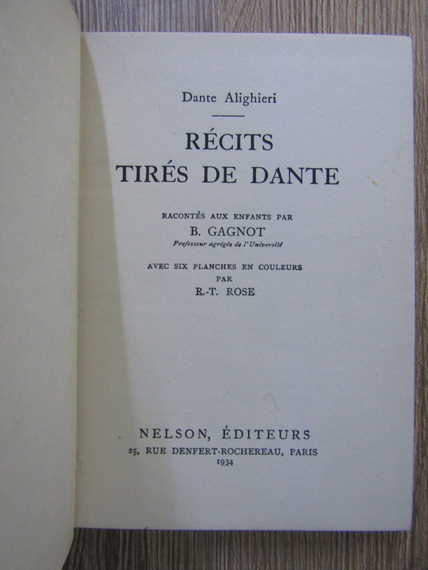 Dante Alighieri
RÉCITS
TIRÉS DE DANTE
RACONTÉS AUX ENFANTS PAR
B. GAGNOT
Professeur agrégée de l'Université
AVEC SIX PLANCHES EN COULEURS
PAR
R.-T. ROSE
NELSON, ÉDITEURS
25, RUE DENFERT-ROCHEREAU, PARIS
1934